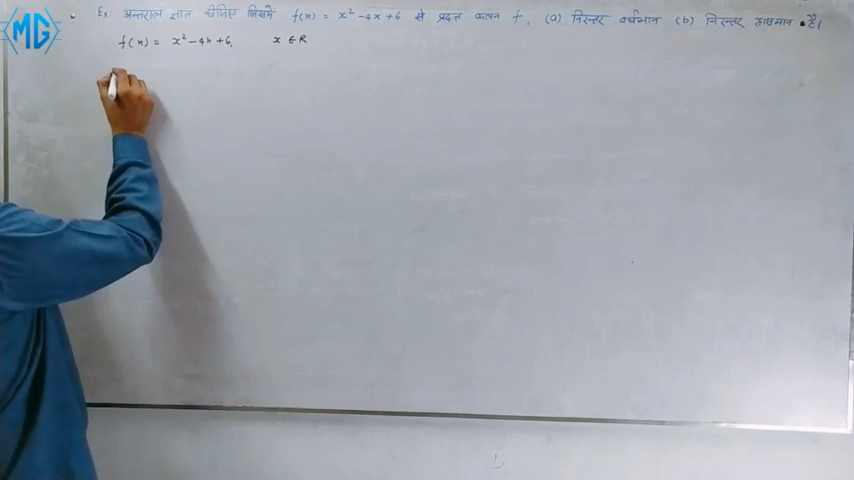 MG
Ex. अन्तराल ज्ञात कीजिए जिसमें f(x) = x² - 4x + 6 से प्रदत्त फलन f, (a) निरन्तर वर्धमान (b) निरन्तर ह्रासमान है।
f(x) = x² - 4x + 6, x ∈ R